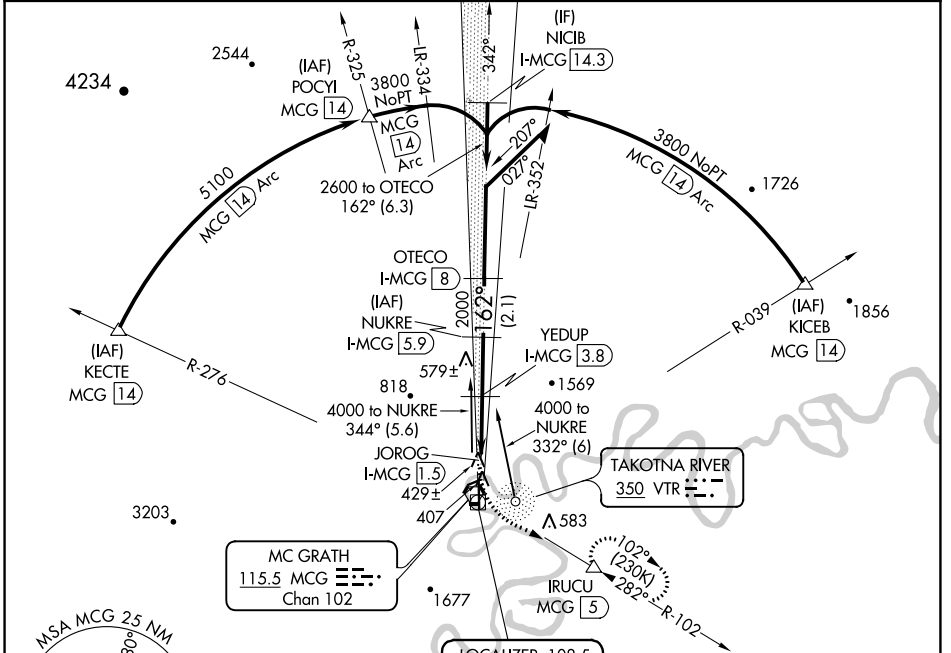 2544
4234
R-325
(IAF)
POCYI
MCG 14
3800
NoPT
MCG
14
Arc
LR-334
342°
(IF)
NICIB
I-MCG 14.3
5100
MCG 14 Arc
2600 to OTECO
162° (6.3)
207°
027°
LR-352
3800 NoPT
MCG 14 Arc
1726
OTECO
I-MCG 8
2000
162°
(2.1)
(IAF)
NUKRE
I-MCG 5.9
YEDUP
I-MCG 3.8
R-039
(IAF)
KICEB
MCG 14
1856
(IAF)
KECTE
MCG 14
R-276
579±
818
1569
4000 to NUKRE
344° (5.6)
4000 to
NUKRE
332° (6)
JOROG
I-MCG 1.5
429±
407
TAKOTNA RIVER
350 VTR
3203
583
MC GRATH
115.5 MCG
Chan 102
1677
102°
(230K)
282°
IRUCU
MCG 5
R-102
MSA MCG 25 NM